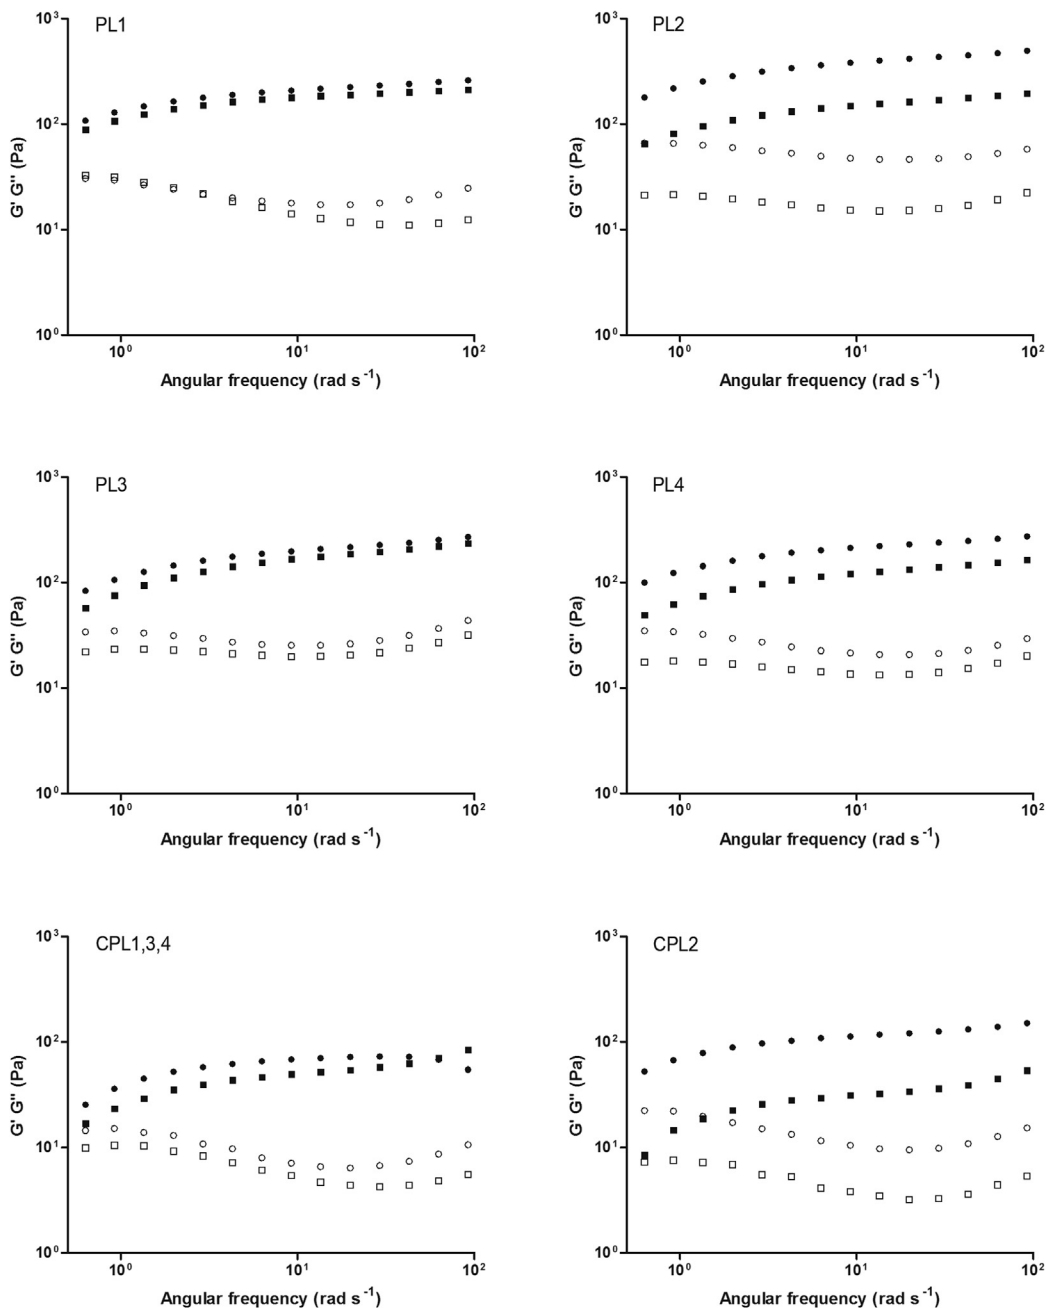 PL1
10³
10²
10¹
10⁰
G' G'' (Pa)
10⁰ 10¹ 10²
Angular frequency (rad s⁻¹)
PL2
10³
10²
10¹
10⁰
G' G'' (Pa)
10⁰ 10¹ 10²
Angular frequency (rad s⁻¹)
PL3
10³
10²
10¹
10⁰
G' G'' (Pa)
10⁰ 10¹ 10²
Angular frequency (rad s⁻¹)
PL4
10³
10²
10¹
10⁰
G' G'' (Pa)
10⁰ 10¹ 10²
Angular frequency (rad s⁻¹)
CPL1,3,4
10³
10²
10¹
10⁰
G' G'' (Pa)
10⁰ 10¹ 10²
Angular frequency (rad s⁻¹)
CPL2
10³
10²
10¹
10⁰
G' G'' (Pa)
10⁰ 10¹ 10²
Angular frequency (rad s⁻¹)